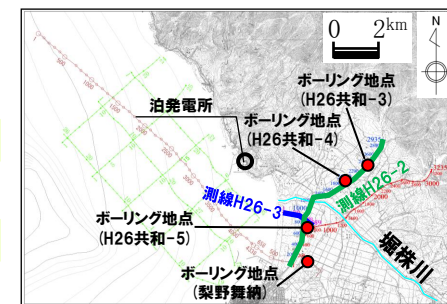 0 2km
N
ボーリング地点
(H26共和-3)
ボーリング地点
(H26共和-4)
泊発電所
測線H26-2
測線H26-3
ボーリング地点
(H26共和-5)
ボーリング地点
(梨野舞納)
堀株川